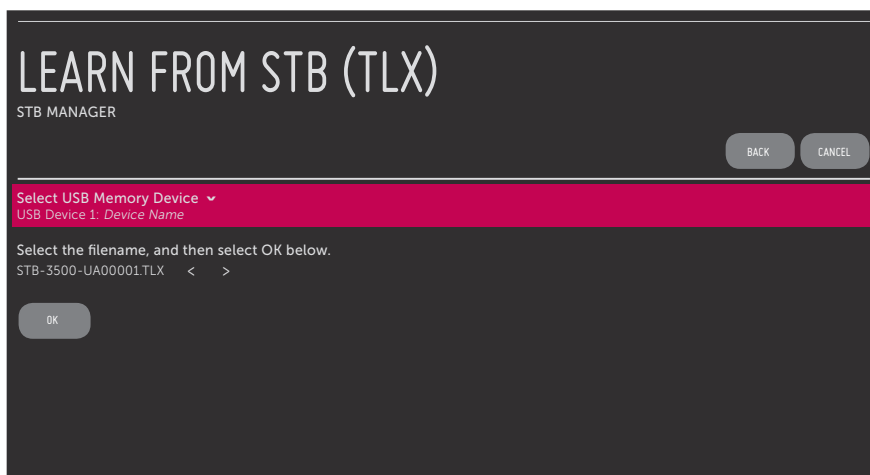 LEARN FROM STB (TLX)
STB MANAGER
BACK CANCEL
Select USB Memory Device
USB Device 1: Device Name
Select the filename, and then select OK below.
STB-3500-UA00001.TLX < >
OK